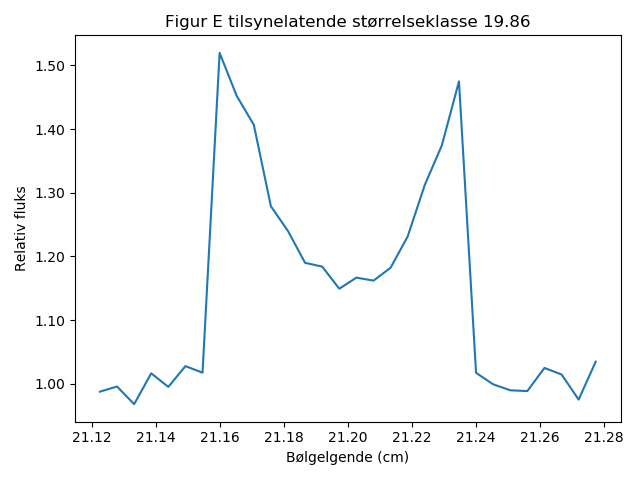 Figur E tilsynelatende størrelseklasse 19.86
1.50
1.40
1.30
1.20
1.10
1.00
Relativ fluks
21.12 21.14 21.16 21.18 21.20 21.22 21.24 21.26 21.28
Bølgelgende (cm)